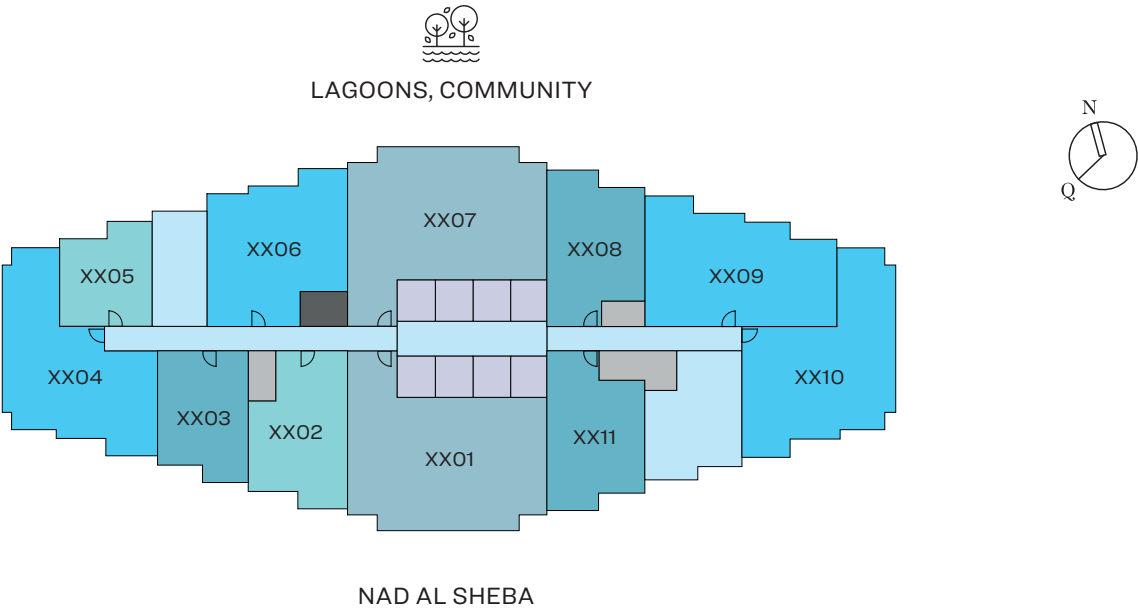 LAGOONS, COMMUNITY
N
Q
XX07
XX06
XX08
XX05
XX09
XX04
XX10
XX03
XX02
XX11
XX01
NAD AL SHEBA